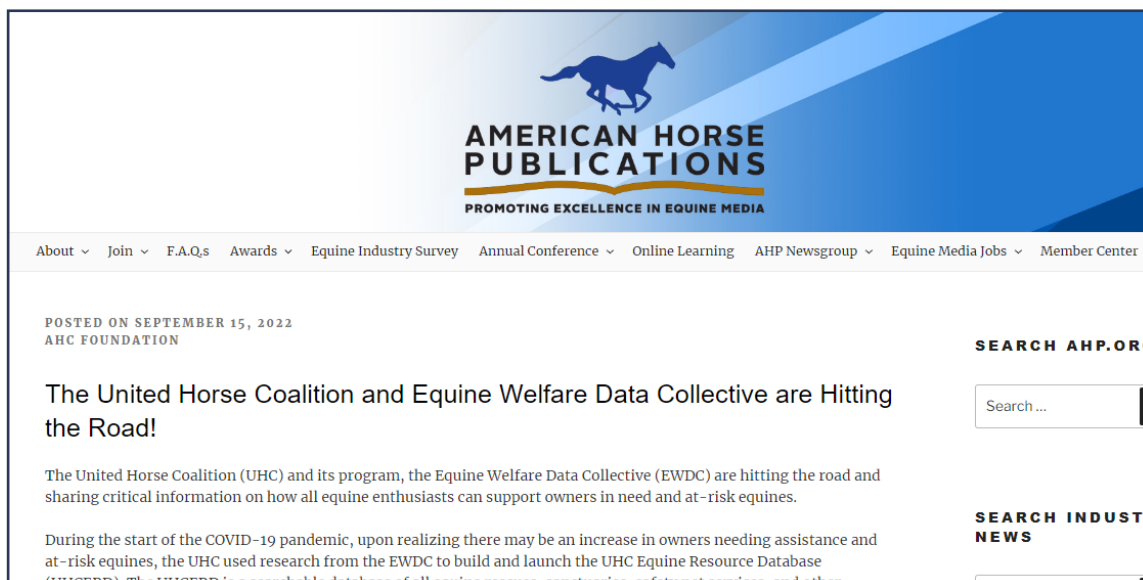 AMERICAN HORSE
PUBLICATIONS
PROMOTING EXCELLENCE IN EQUINE MEDIA
About Join F.A.Q.s Awards Equine Industry Survey Annual Conference Online Learning AHP Newsgroup Equine Media Jobs Member Center
POSTED ON SEPTEMBER 15, 2022
AHC FOUNDATION
SEARCH AHP.OR
The United Horse Coalition and Equine Welfare Data Collective are Hitting
the Road!
Search ...
The United Horse Coalition (UHC) and its program, the Equine Welfare Data Collective (EWDC) are hitting the road and
sharing critical information on how all equine enthusiasts can support owners in need and at-risk equines.
SEARCH INDUST
NEWS
During the start of the COVID-19 pandemic, upon realizing there may be an increase in owners needing assistance and
at-risk equines, the UHC used research from the EWDC to build and launch the UHC Equine Resource Database